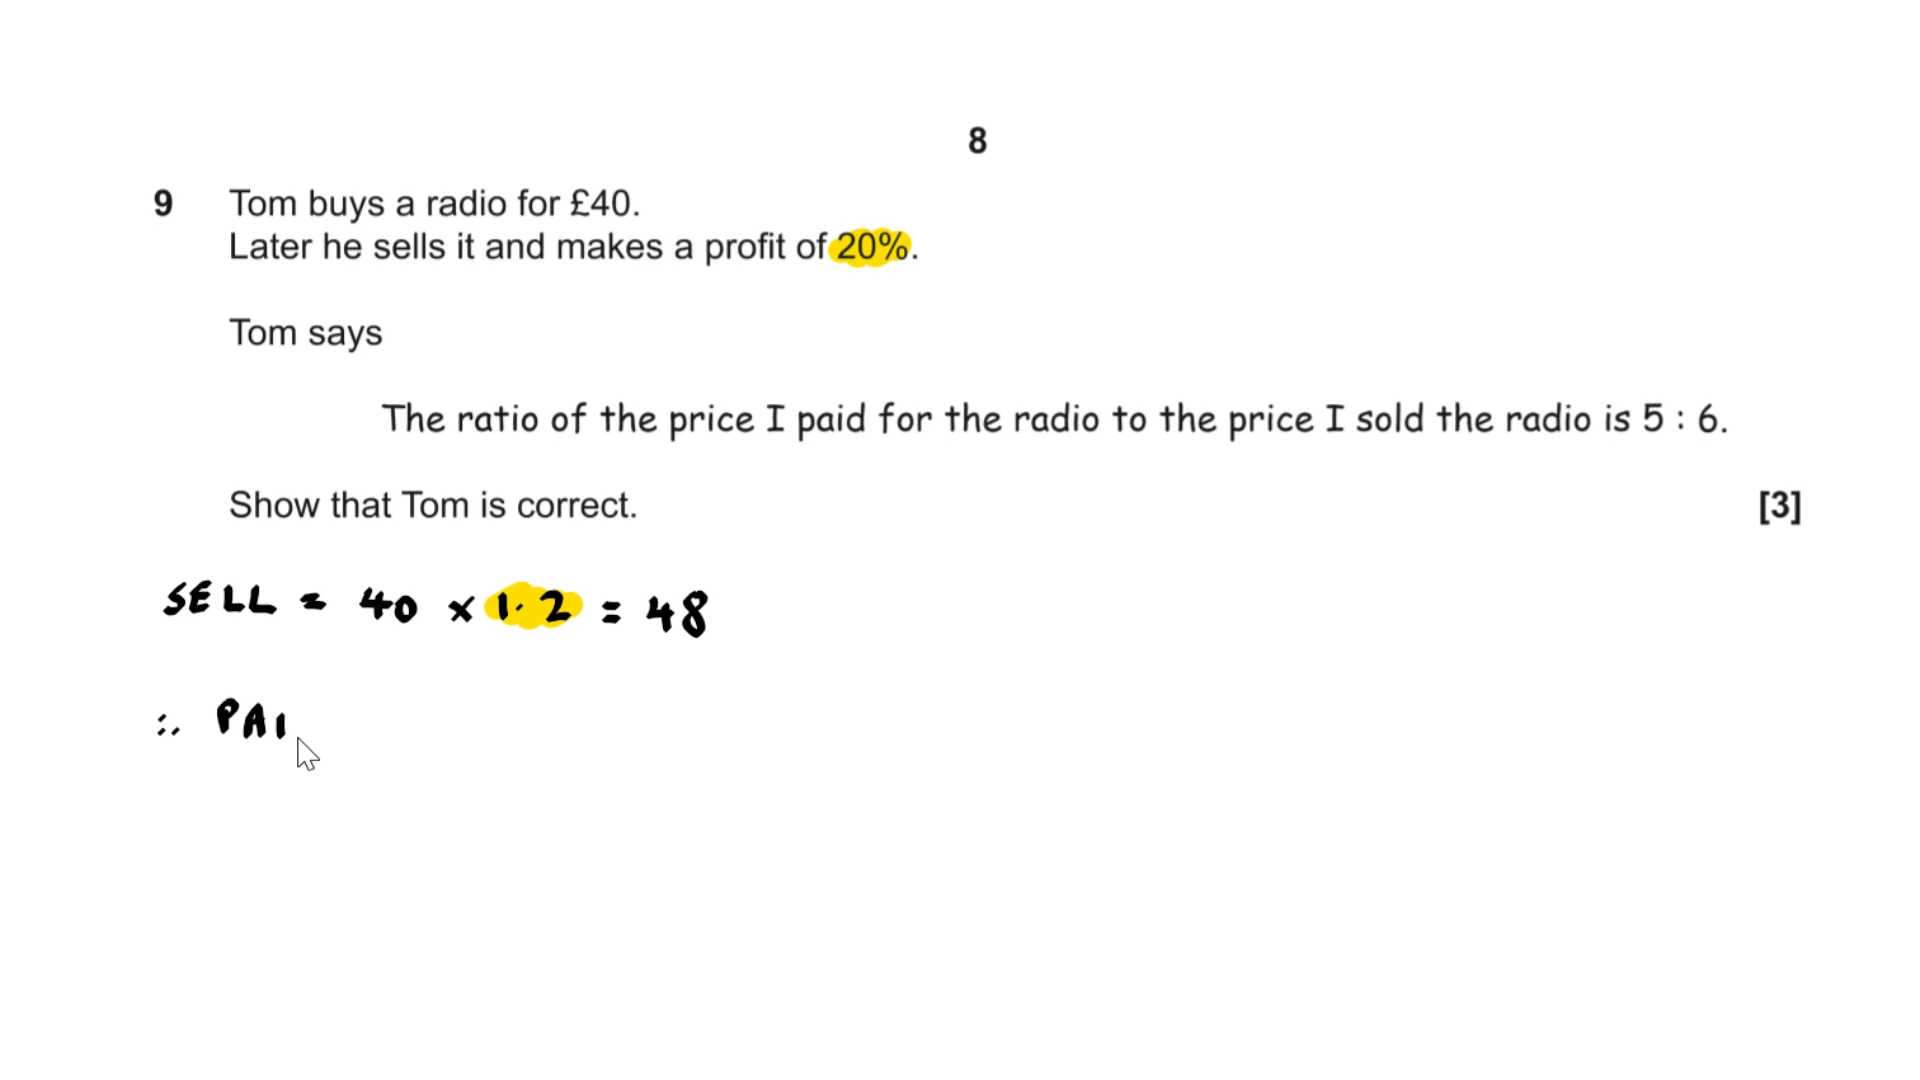 8
9 Tom buys a radio for £40.
Later he sells it and makes a profit of 20%.
Tom says
The ratio of the price I paid for the radio to the price I sold the radio is 5 : 6.
Show that Tom is correct. [3]
SELL = 40 × 1.2 = 48
∴ PAI